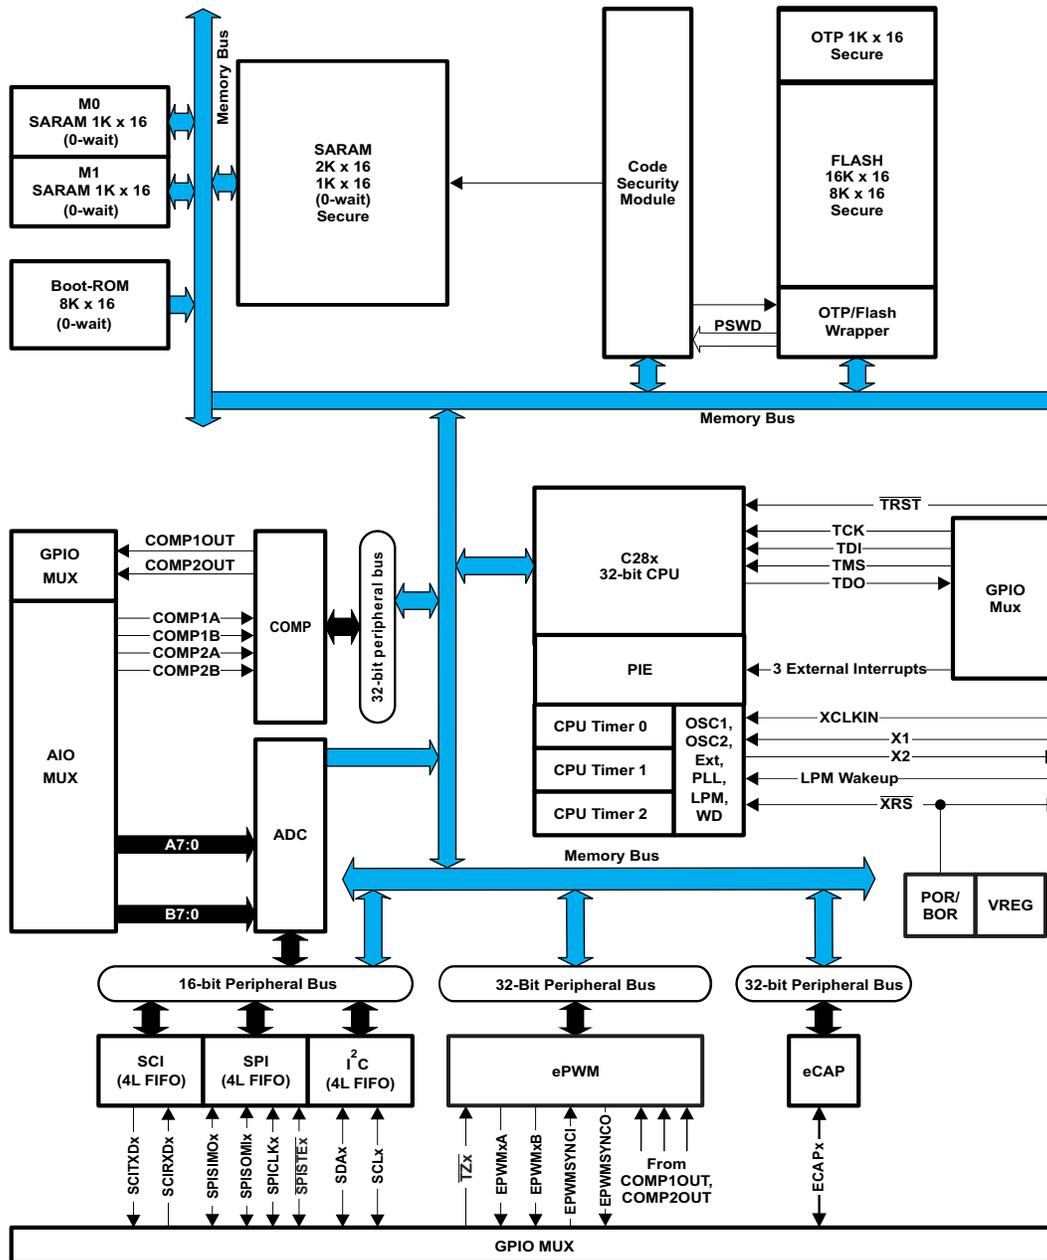 OTP 1K x 16
Secure
Memory Bus
M0
SARAM 1K x 16
(0-wait)
M1
SARAM 1K x 16
(0-wait)
SARAM
2K x 16
1K x 16
(0-wait)
Secure
Code
Security
Module
FLASH
16K x 16
8K x 16
Secure
Boot-ROM
8K x 16
(0-wait)
OTP/Flash
Wrapper
PSWD
Memory Bus
GPIO
MUX
COMP1OUT
COMP2OUT
COMP1A
COMP1B
COMP2A
COMP2B
COMP
32-bit peripheral bus
C28x
32-bit CPU
TRST
TCK
TDI
TMS
TDO
GPIO
Mux
PIE
3 External Interrupts
AIO
MUX
CPU Timer 0
CPU Timer 1
CPU Timer 2
OSC1,
OSC2,
Ext,
PLL,
LPM,
WD
XCLKIN
X1
X2
LPM Wakeup
XRS
ADC
A7:0
B7:0
Memory Bus
POR/
BOR
VREG
16-bit Peripheral Bus
32-Bit Peripheral Bus
32-bit Peripheral Bus
SCI
(4L FIFO)
SPI
(4L FIFO)
I2C
(4L FIFO)
ePWM
eCAP
SCITXDx
SCIRXDx
SPISIMOx
SPISOMIx
SPICLKx
SPISTEx
SDAx
SCLx
TZx
EPWMxA
EPWMxB
EPWMSYNCI
EPWMSYNCO
From
COMP1OUT,
COMP2OUT
ECAPx
GPIO MUX